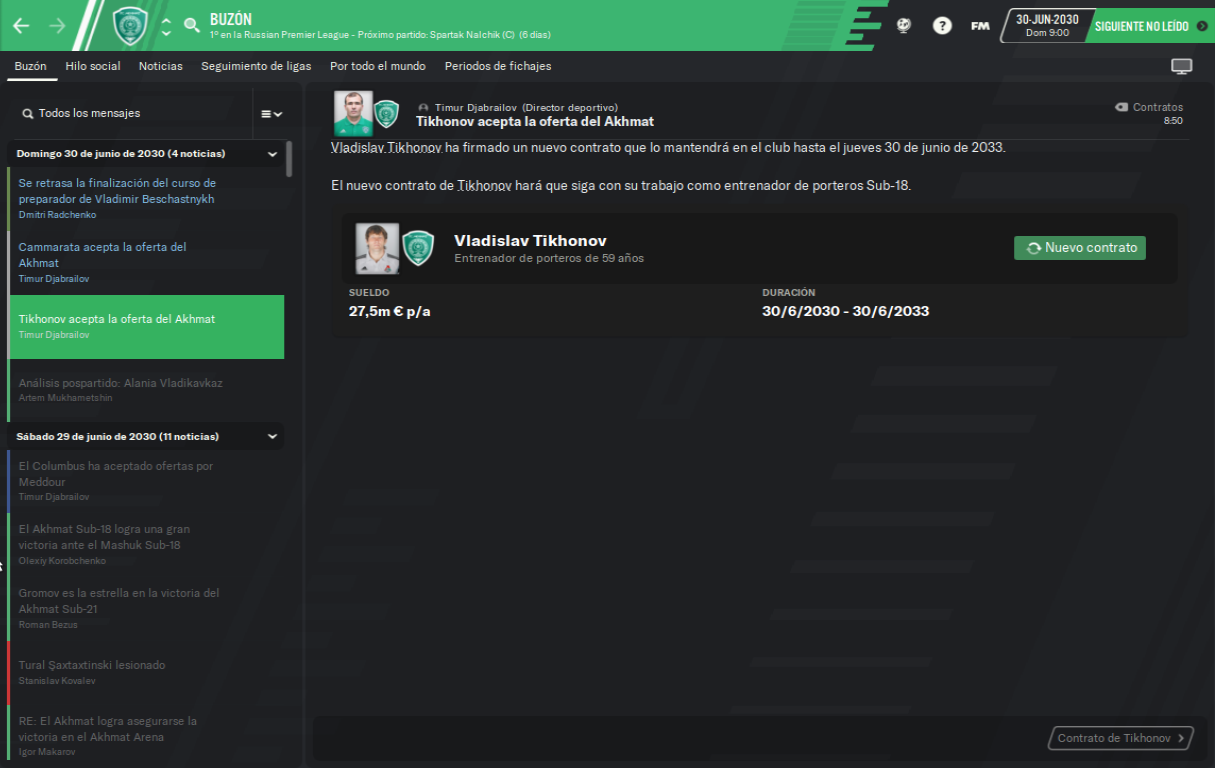 BUZÓN
1º en la Russian Premier League - Próximo partido: Spartak Nalchik (C) (6 días)
?
FM
30-JUN-2030
Dom 9:00
SIGUIENTE NO LEÍDO
Buzón Hilo social Noticias Seguimiento de ligas Por todo el mundo Periodos de fichajes
Todos los mensajes
Domingo 30 de junio de 2030 (4 noticias)
Se retrasa la finalización del curso de
preparador de Vladimir Beschastnykh
Dmitri Radchenko
Cammarata acepta la oferta del
Akhmat
Timur Djabrailov
Tikhonov acepta la oferta del Akhmat
Timur Djabrailov
Análisis pospartido: Alania Vladikavkaz
Artem Mukhametshin
Sábado 29 de junio de 2030 (11 noticias)
El Columbus ha aceptado ofertas por
Meddour
Timur Djabrailov
El Akhmat Sub-18 logra una gran
victoria ante el Mashuk Sub-18
Olexiy Korobchenko
Gromov es la estrella en la victoria del
Akhmat Sub-21
Roman Bezus
Tural Şaxtaxtinski lesionado
Stanislav Kovalev
RE: El Akhmat logra asegurarse la
victoria en el Akhmat Arena
Igor Makarov
Timur Djabrailov (Director deportivo)
Tikhonov acepta la oferta del Akhmat
Contratos
8:50
Vladislav Tikhonov ha firmado un nuevo contrato que lo mantendrá en el club hasta el jueves 30 de junio de 2033.
El nuevo contrato de Tikhonov hará que siga con su trabajo como entrenador de porteros Sub-18.
Vladislav Tikhonov
Entrenador de porteros de 59 años
Nuevo contrato
SUELDO
27,5m € p/a
DURACIÓN
30/6/2030 - 30/6/2033
Contrato de Tikhonov